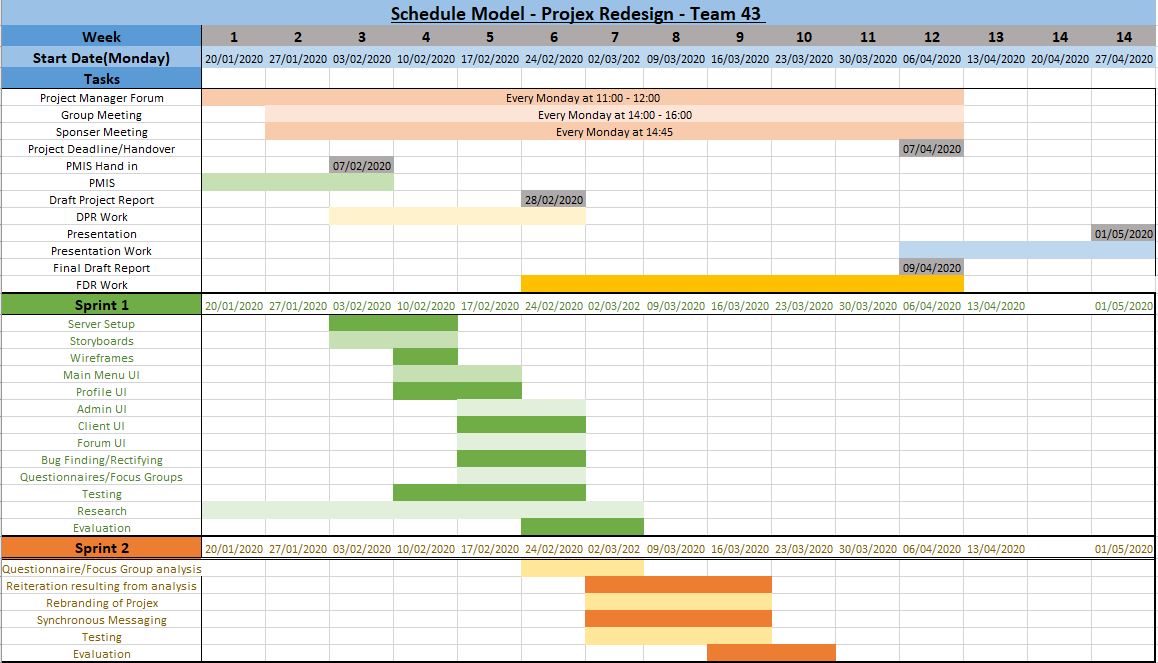 Schedule Model - Projex Redesign - Team 43
Week 1 2 3 4 5 6 7 8 9 10 11 12 13 14 14
Start Date(Monday) 20/01/2020 27/01/2020 03/02/2020 10/02/2020 17/02/2020 24/02/2020 02/03/202 09/03/2020 16/03/2020 23/03/2020 30/03/2020 06/04/2020 13/04/2020 20/04/2020 27/04/2020
Tasks
Project Manager Forum Every Monday at 11:00 - 12:00
Group Meeting Every Monday at 14:00 - 16:00
Sponser Meeting Every Monday at 14:45
Project Deadline/Handover 07/04/2020
PMIS Hand in 07/02/2020
PMIS
Draft Project Report 28/02/2020
DPR Work
Presentation 01/05/2020
Presentation Work
Final Draft Report 09/04/2020
FDR Work
Sprint 1 20/01/2020 27/01/2020 03/02/2020 10/02/2020 17/02/2020 24/02/2020 02/03/202 09/03/2020 16/03/2020 23/03/2020 30/03/2020 06/04/2020 13/04/2020 01/05/2020
Server Setup
Storyboards
Wireframes
Main Menu UI
Profile UI
Admin UI
Client UI
Forum UI
Bug Finding/Rectifying
Questionnaires/Focus Groups
Testing
Research
Evaluation
Sprint 2 20/01/2020 27/01/2020 03/02/2020 10/02/2020 17/02/2020 24/02/2020 02/03/202 09/03/2020 16/03/2020 23/03/2020 30/03/2020 06/04/2020 13/04/2020 01/05/2020
Questionnaire/Focus Group analysis
Reiteration resulting from analysis
Rebranding of Projex
Synchronous Messaging
Testing
Evaluation